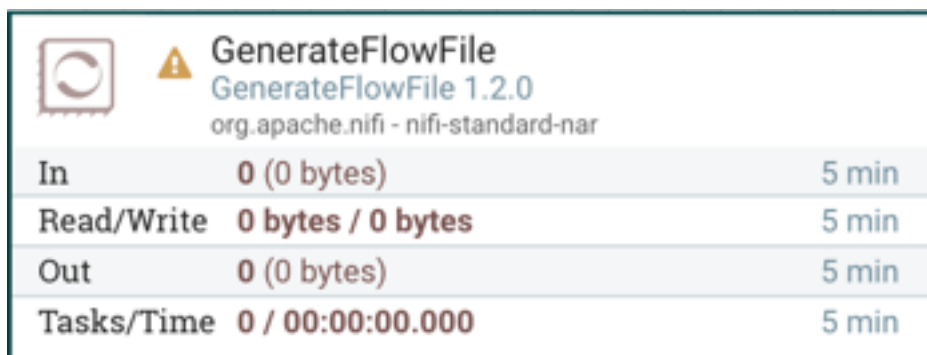 GenerateFlowFile
GenerateFlowFile 1.2.0
org.apache.nifi - nifi-standard-nar
In 0 (0 bytes) 5 min
Read/Write 0 bytes / 0 bytes 5 min
Out 0 (0 bytes) 5 min
Tasks/Time 0 / 00:00:00.000 5 min